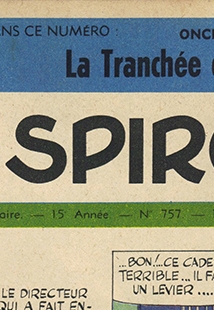 ANS CE NUMÉRO :
ONC
La Tranchée
SPIR
aire. — 15e Année — N° 757. —
...BON!..CE CADE
TERRIBLE... IL F
UN LEVIER...
LE DIRECTEUR
QUI A FAIT EN-